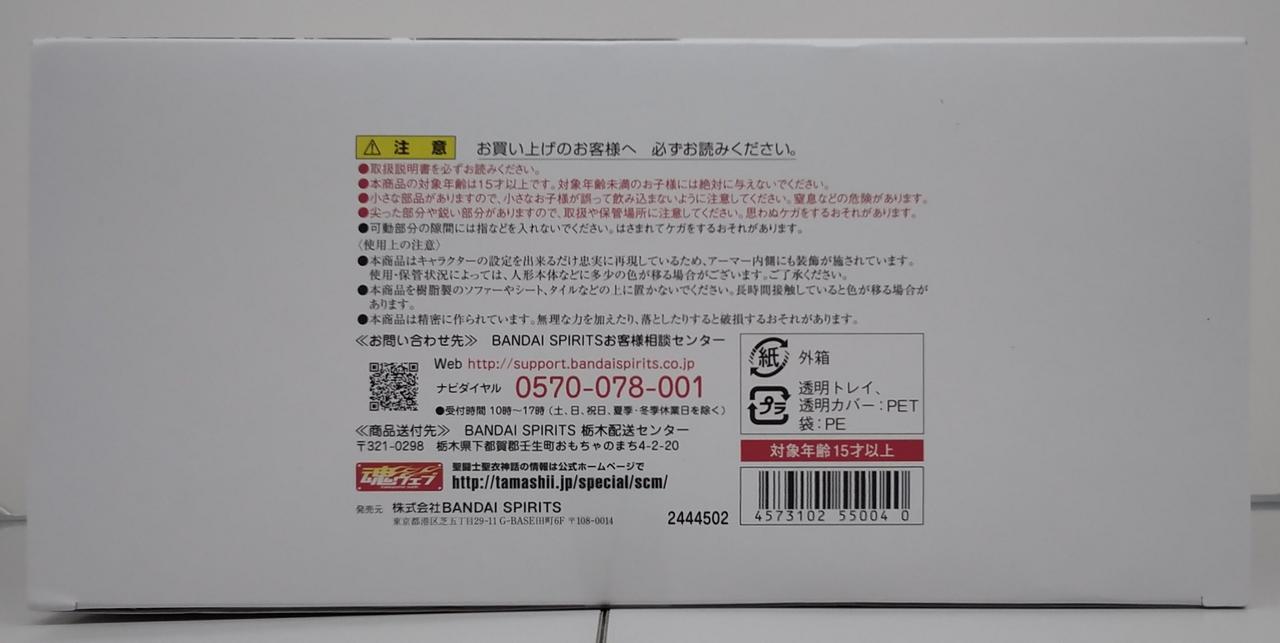 ⚠ 注 意 お買い上げのお客様へ 必ずお読みください。
●取扱説明書を必ずお読みください。
●本商品の対象年齢は15才以上です。対象年齢未満のお子様には絶対に与えないでください。
●小さな部品がありますので、小さなお子様が誤って飲み込まないように注意してください。窒息などの危険があります。
●尖った部分や鋭い部分がありますので、取扱や保管場所に注意してください。思わぬケガをするおそれがあります。
●可動部分の隙間には指などを入れないでください。はさまれてケガをするおそれがあります。
〈使用上の注意〉
●本商品はキャラクターの設定を出来るだけ忠実に再現しているため、アーマー内側にも装飾が施されています。
使用・保管状況によっては、人形本体などに多少の色が移る場合がございます。ご了承ください。
●本商品を樹脂製のソファーやシート、タイルなどの上に置かないでください。長時間接触していると色が移る場合が
あります。
●本商品は精密に作られています。無理な力を加えたり、落としたりすると破損するおそれがあります。
≪お問い合わせ先≫ BANDAI SPIRITSお客様相談センター
Web http://support.bandaispirits.co.jp
ナビダイヤル 0570-078-001
●受付時間 10時〜17時（土、日、祝日、夏季・冬季休業日を除く）
≪商品送付先≫ BANDAI SPIRITS 栃木配送センター
〒321-0298 栃木県下都賀郡壬生町おもちゃのまち4-2-20
魂ウェブ
聖闘士聖衣神話の情報は公式ホームページで
http://tamashii.jp/special/scm/
発売元 株式会社BANDAI SPIRITS
東京都港区芝五丁目29-11 G-BASE田町6F 〒108-0014
2444502
紙 外箱
プラ 透明トレイ、
透明カバー：PET
袋：PE
対象年齢15才以上
4573102 55004 0